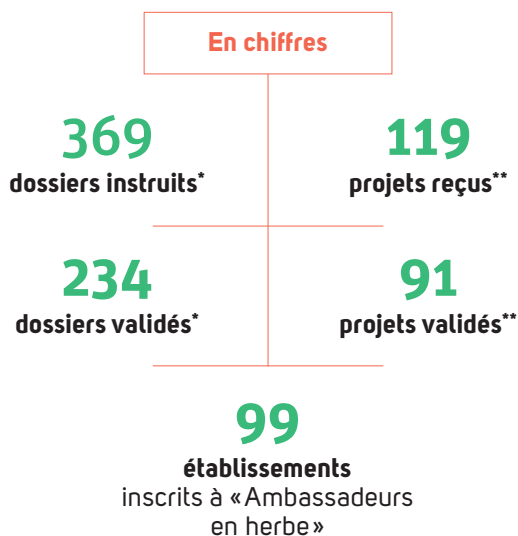 En chiffres
369
dossiers instruits*
119
projets reçus**
234
dossiers validés*
91
projets validés**
99
établissements
inscrits à «Ambassadeurs
en herbe»